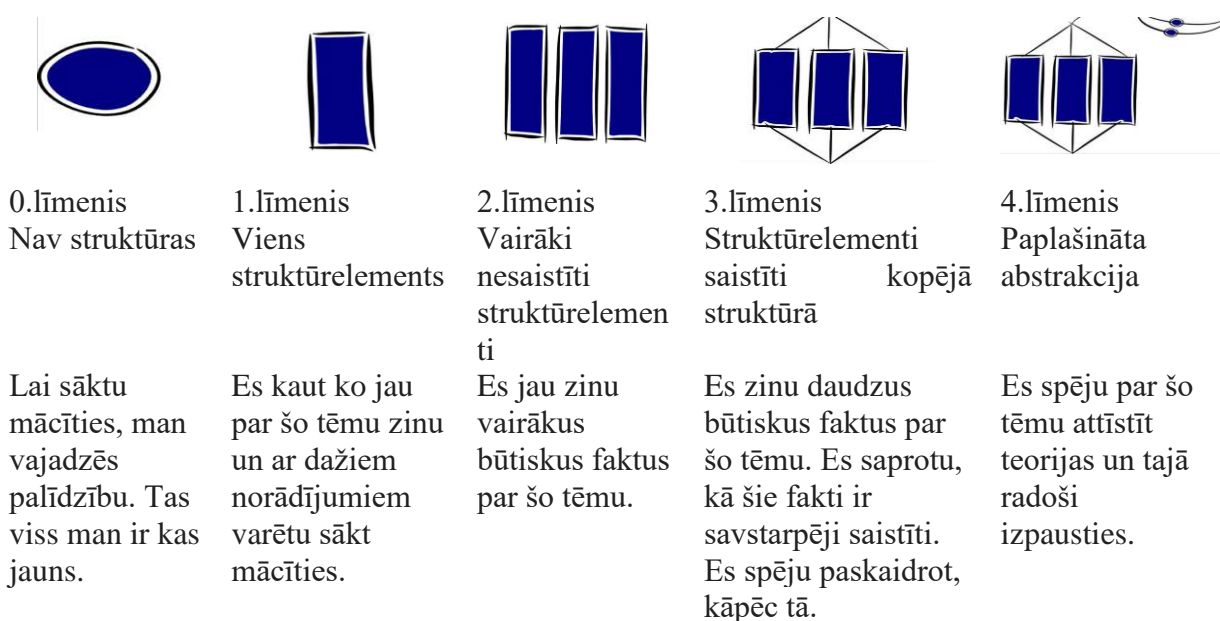 0.līmenis
Nav struktūras
1.līmenis
Viens
struktūrelements
2.līmenis
Vairāki
nesaistīti
struktūrelemen
ti
3.līmenis
Struktūrelementi
saistīti kopējā
struktūrā
4.līmenis
Paplašināta
abstrakcija
Lai sāktu
mācīties, man
vajadzēs
palīdzību. Tas
viss man ir kas
jauns.
Es kaut ko jau
par šo tēmu zinu
un ar dažiem
norādījumiem
varētu sākt
mācīties.
Es jau zinu
vairākus
būtiskus faktus
par šo tēmu.
Es zinu daudzus
būtiskus faktus par
šo tēmu. Es saprotu,
kā šie fakti ir
savstarpēji saistīti.
Es spēju paskaidrot,
kāpēc tā.
Es spēju par šo
tēmu attīstīt
teorijas un tajā
radoši
izpausties.